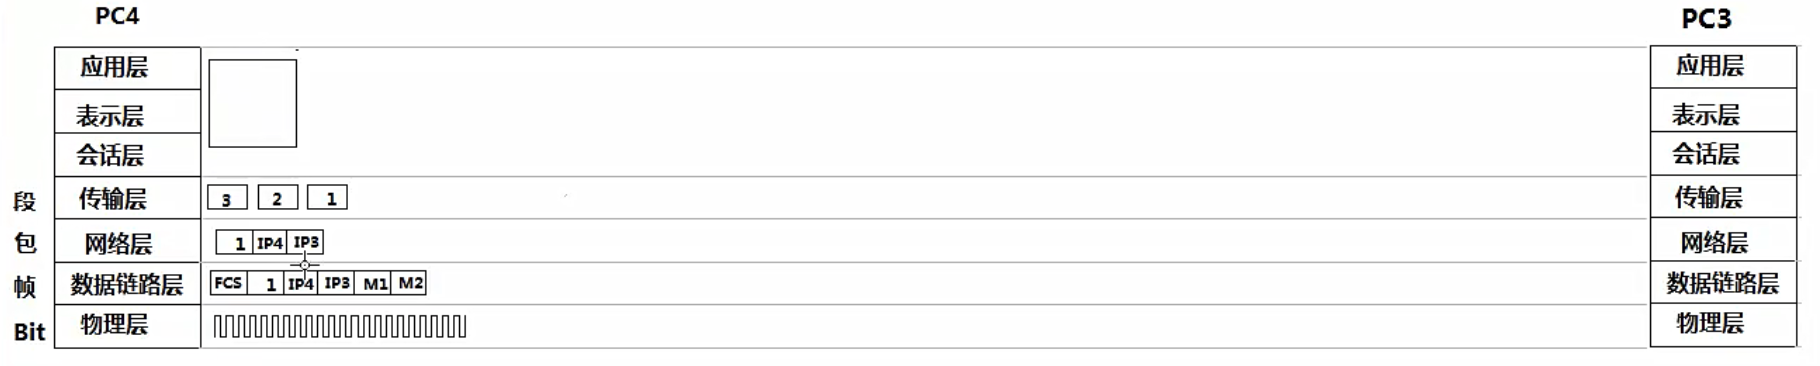 PC4 PC3
应用层 应用层
表示层 表示层
会话层 会话层
段 传输层 3 2 1 传输层
包 网络层 1 IP4 IP3 网络层
帧 数据链路层 FCS 1 IP4 IP3 M1 M2 数据链路层
Bit 物理层 物理层